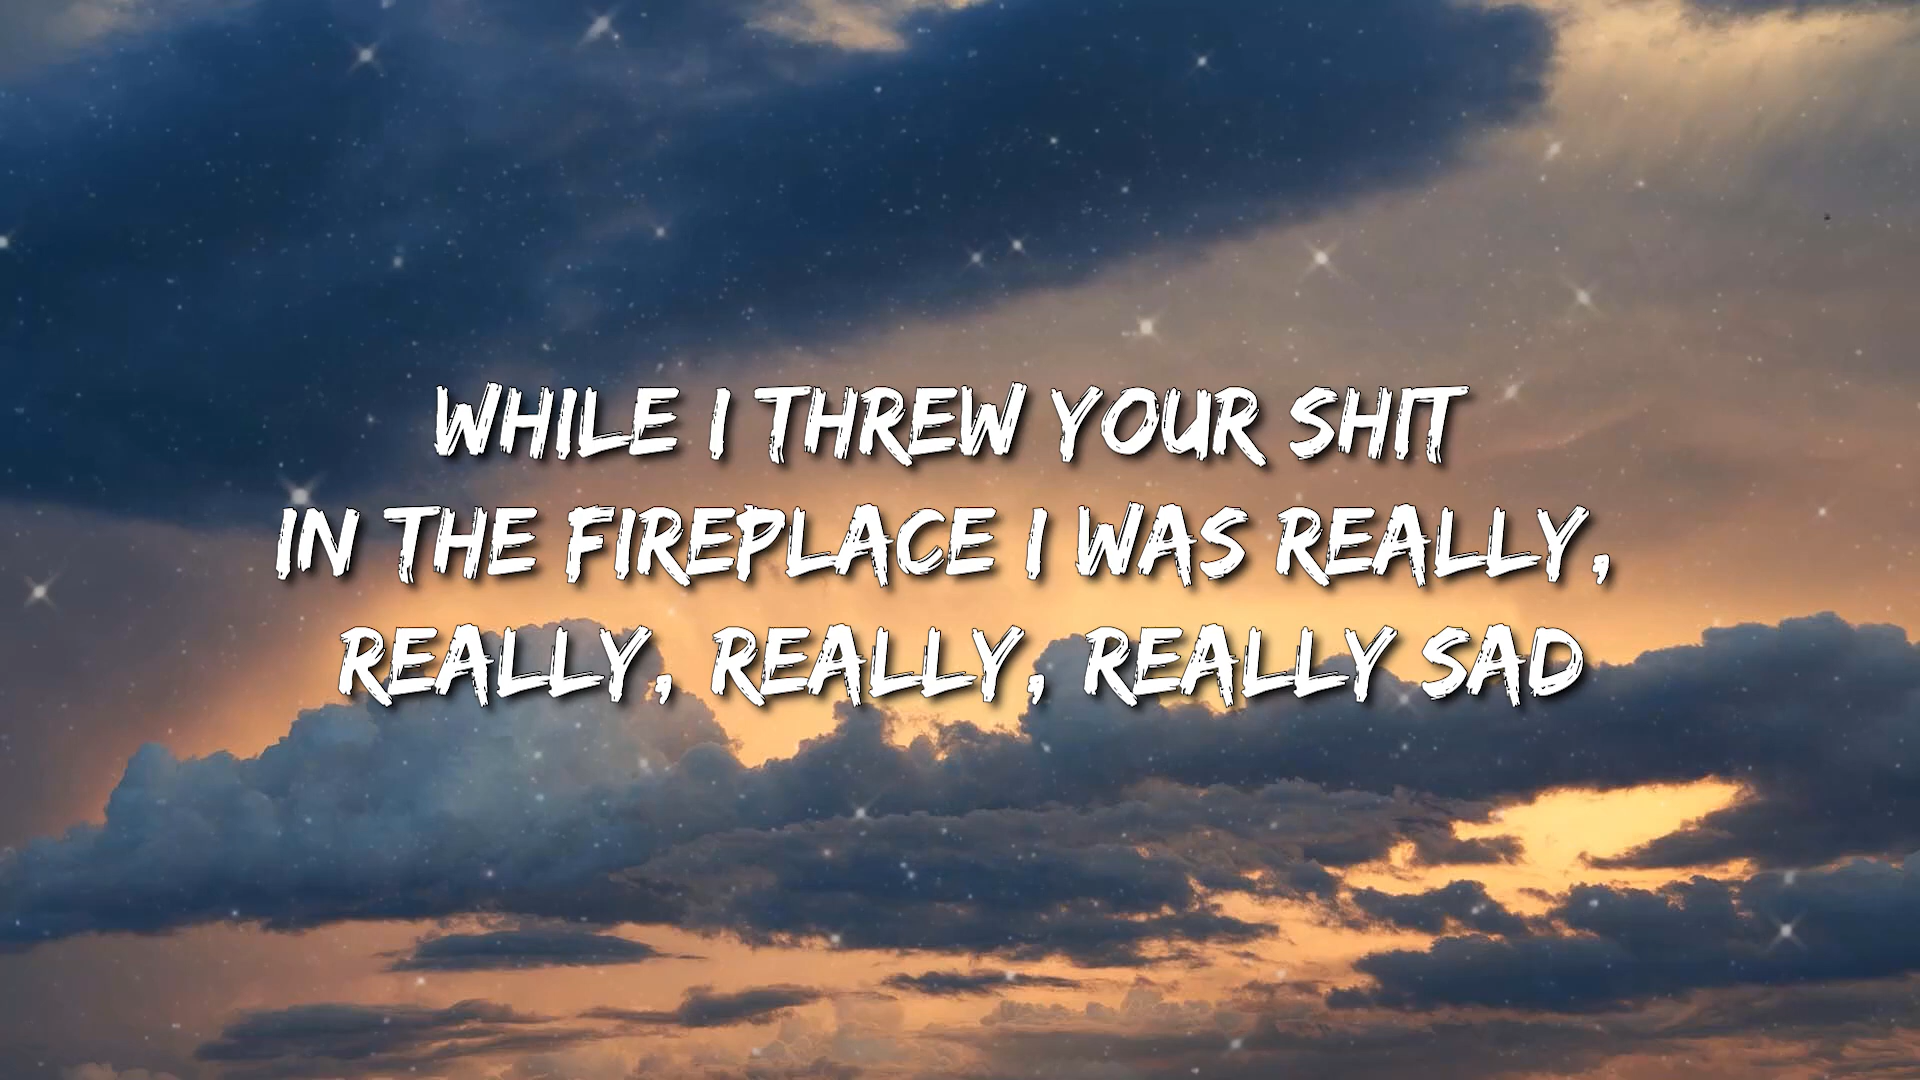 WHILE I THREW YOUR SHIT
IN THE FIREPLACE I WAS REALLY,
REALLY, REALLY, REALLY SAD